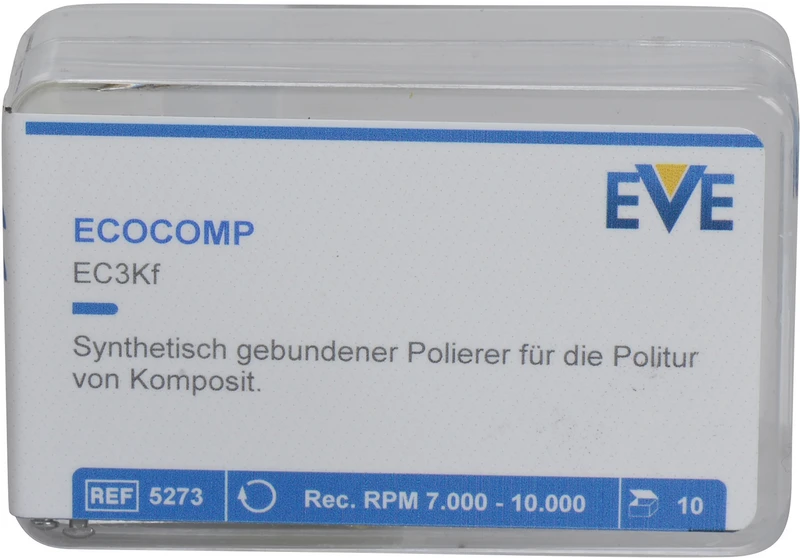 EVE
ECOCOMP
EC3Kf
Synthetisch gebundener Polierer für die Politur
von Komposit.
REF 5273 Rec. RPM 7.000 - 10.000 10